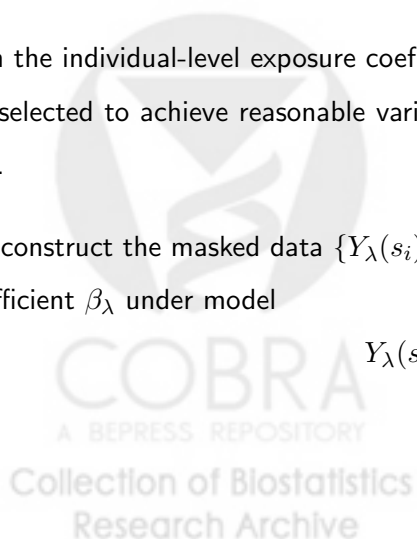 the individual-level exposure coef
selected to achieve reasonable vari
construct the masked data {Y_λ(s_i)
efficient β_λ under model
Y_λ(s
COBRA
A BEPRESS REPOSITORY
Collection of Biostatistics
Research Archive